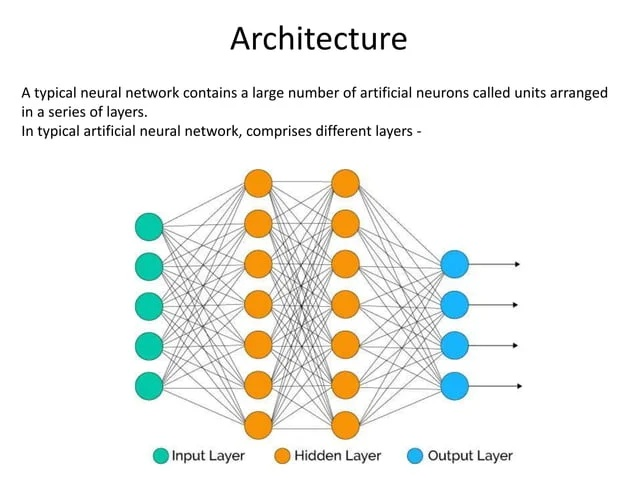 Architecture
A typical neural network contains a large number of artificial neurons called units arranged
in a series of layers.
In typical artificial neural network, comprises different layers -
Input Layer
Hidden Layer
Output Layer